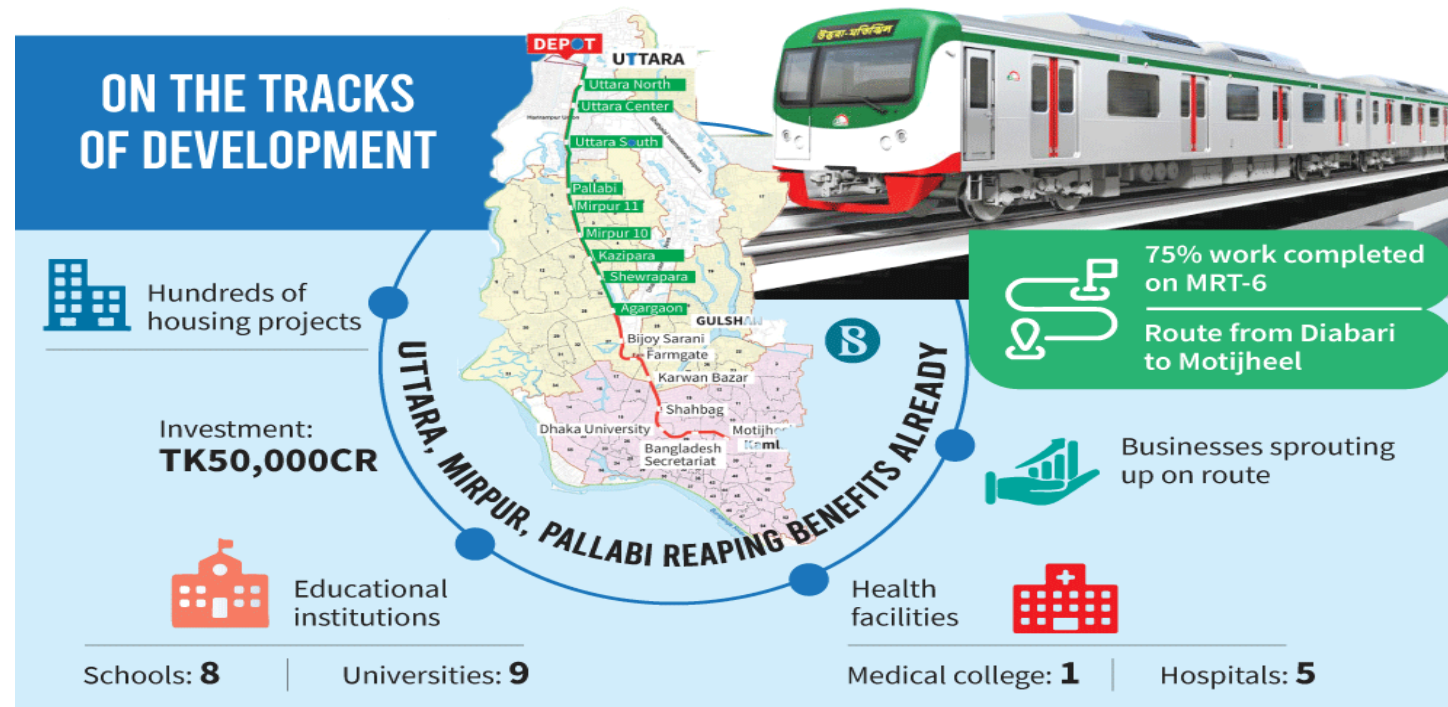 ON THE TRACKS
OF DEVELOPMENT
DEPOT
UTTARA
Uttara North
Uttara Center
Uttara South
Pallabi
Mirpur 11
Mirpur 10
Kazipara
Shewrapara
Agargaon
GULSHAN
Bijoy Sarani
Farmgate
Karwan Bazar
Shahbag
Dhaka University
Bangladesh
Secretariat
উত্তরা-মতিঝিল
75% work completed
on MRT-6
Route from Diabari
to Motijheel
Hundreds of
housing projects
Investment:
TK50,000CR
UTTARA, MIRPUR, PALLABI REAPING BENEFITS ALREADY
Businesses sprouting
up on route
Educational
institutions
Schools: 8
Universities: 9
Health
facilities
Medical college: 1
Hospitals: 5